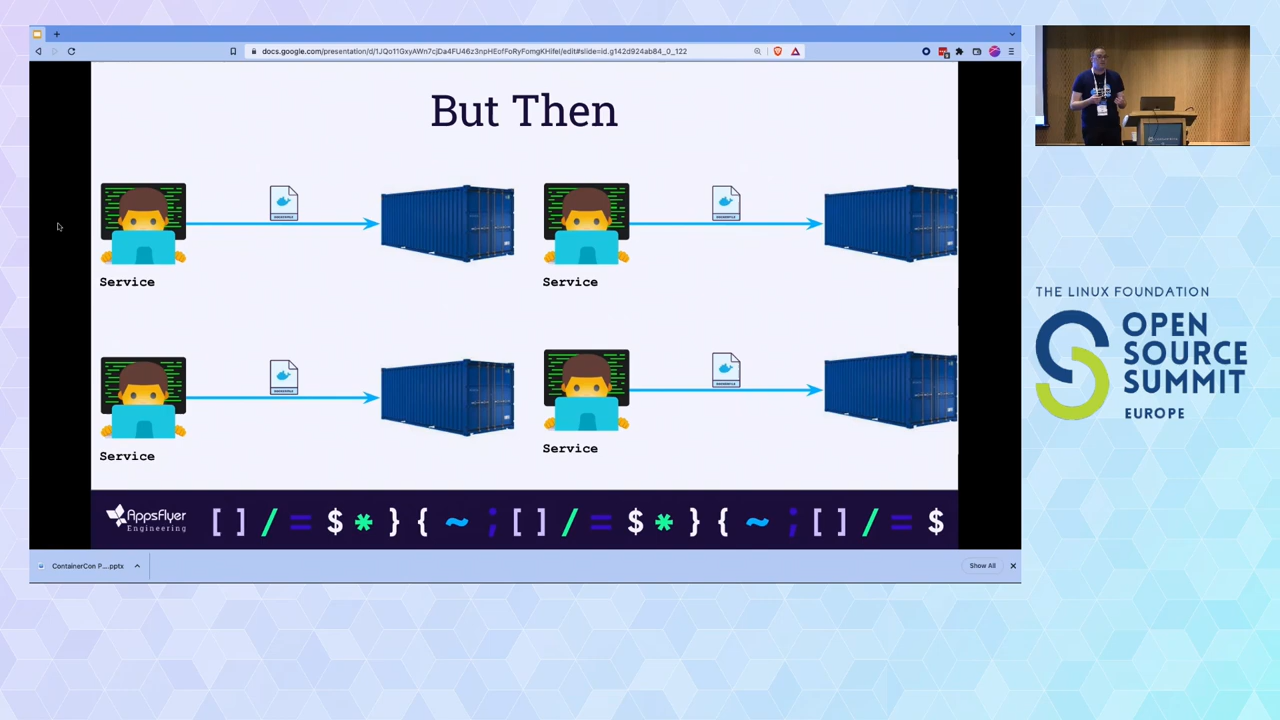 docs.google.com/presentation/d/1JQo11GxyAWn7cjDa4FU46z3npHEofFoRyFomgKHifeI/edit#slide=id.g142d924ab84_0_122
But Then
Service
Service
Service
Service
AppsFlyer
Engineering
[ ] / = $ * } { ~ ; [ ] / = $ * } { ~ ; [ ] / = $
ContainerCon P....pptx
Show All
THE LINUX FOUNDATION
OPEN
SOURCE
SUMMIT
EUROPE